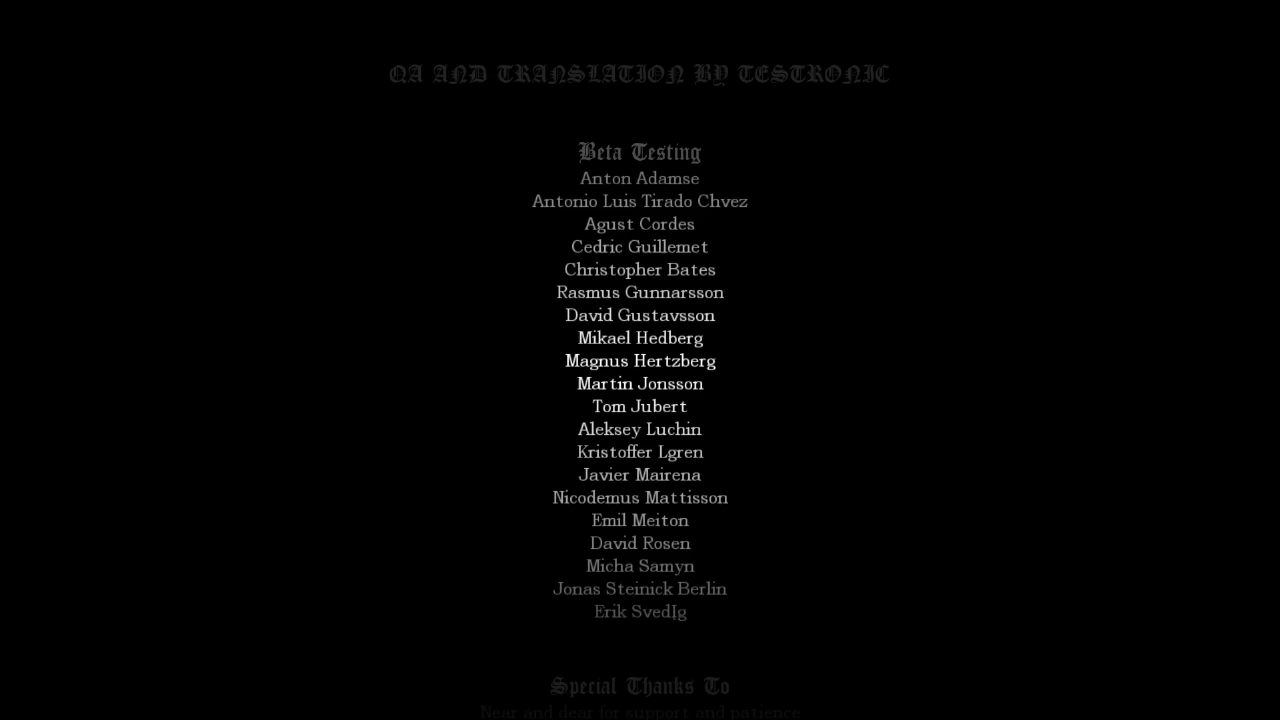 QA AND TRANSLATION BY TESTRONIC
Beta Testing
Anton Adamse
Antonio Luis Tirado Chvez
Agust Cordes
Cedric Guillemet
Christopher Bates
Rasmus Gunnarsson
David Gustavsson
Mikael Hedberg
Magnus Hertzberg
Martin Jonsson
Tom Jubert
Aleksey Luchin
Kristoffer Lgren
Javier Mairena
Nicodemus Mattisson
Emil Meiton
David Rosen
Micha Samyn
Jonas Steinick Berlin
Erik SvedIg
Special Thanks To
Near and dear for support and patience